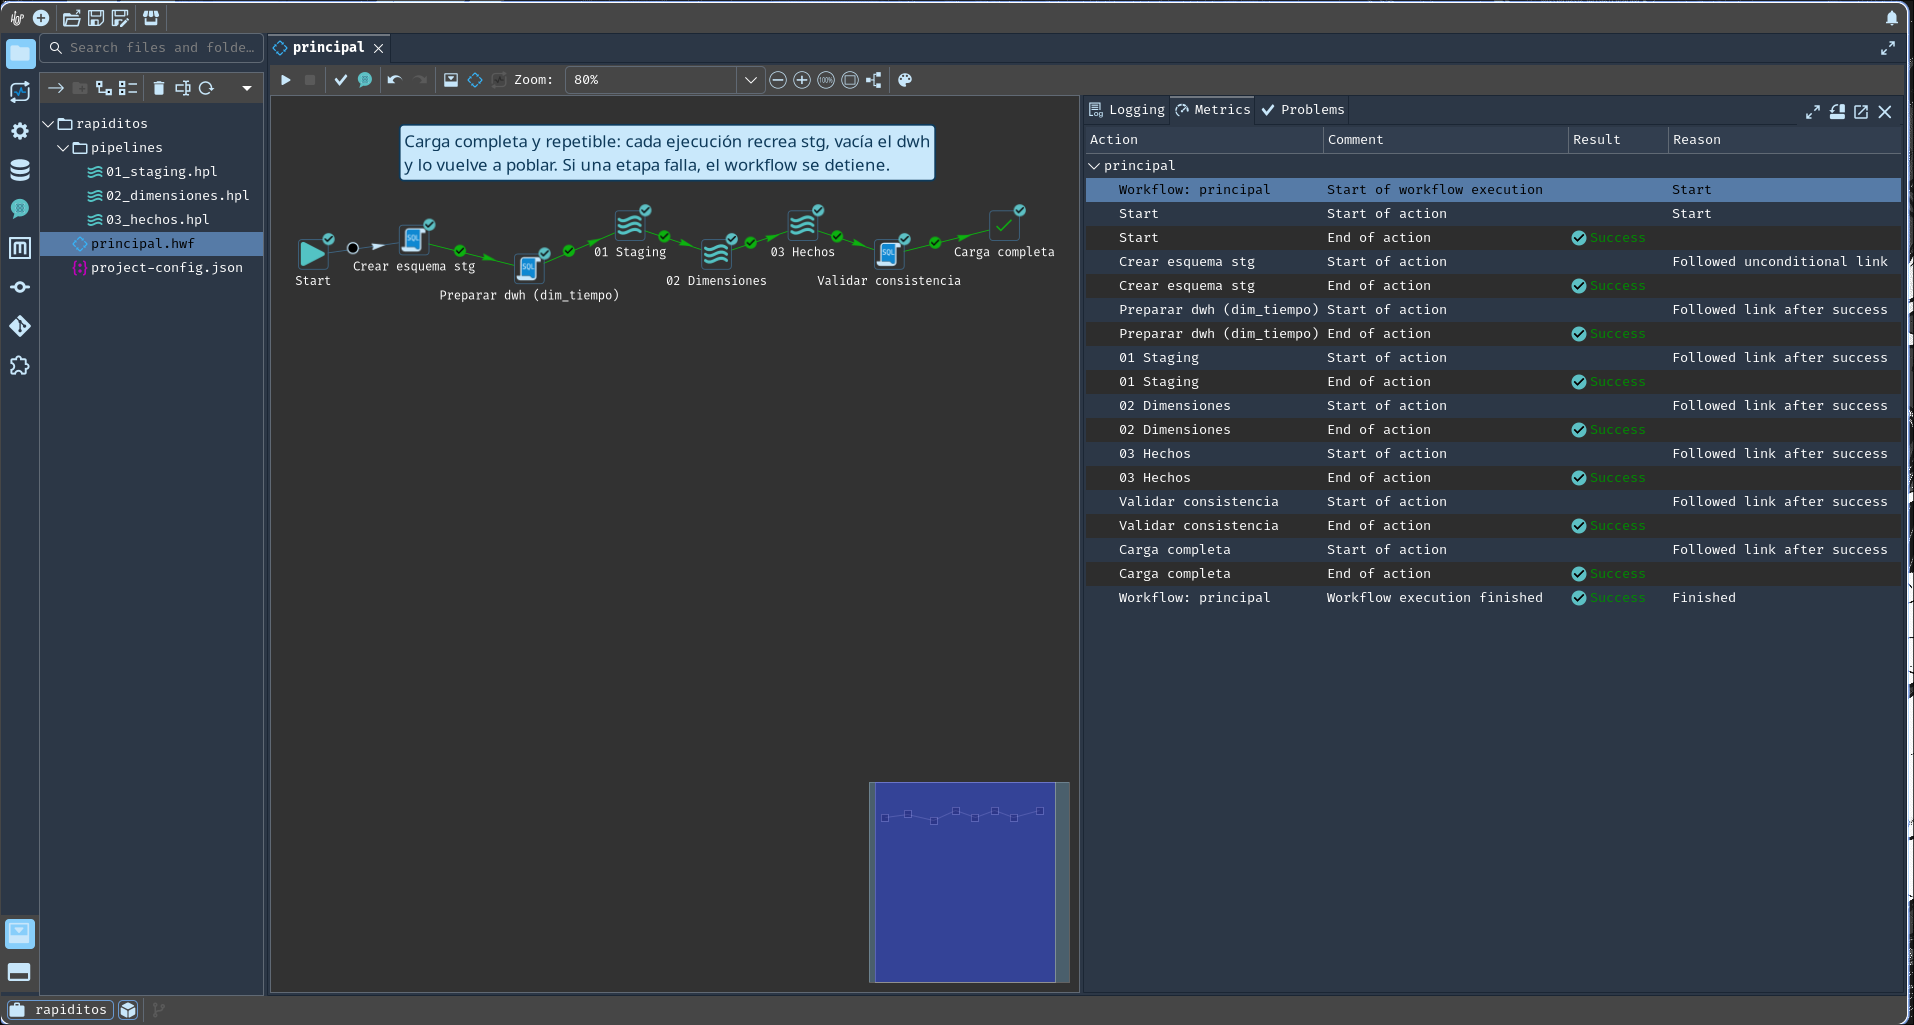 Hop
Search files and folde…
principal
Zoom:
80%
100%
rapiditos
pipelines
01_staging.hpl
02_dimensiones.hpl
03_hechos.hpl
principal.hwf
project-config.json
Carga completa y repetible: cada ejecución recrea stg, vacía el dwh
y lo vuelve a poblar. Si una etapa falla, el workflow se detiene.
Start
SQL
Crear esquema stg
SQL
Preparar dwh (dim_tiempo)
01 Staging
02 Dimensiones
03 Hechos
SQL
Validar consistencia
Carga completa
Logging Metrics Problems
Action Comment Result Reason
principal
Workflow: principal Start of workflow execution Start
Start Start of action Start
Start End of action Success
Crear esquema stg Start of action Followed unconditional link
Crear esquema stg End of action Success
Preparar dwh (dim_tiempo) Start of action Followed link after success
Preparar dwh (dim_tiempo) End of action Success
01 Staging Start of action Followed link after success
01 Staging End of action Success
02 Dimensiones Start of action Followed link after success
02 Dimensiones End of action Success
03 Hechos Start of action Followed link after success
03 Hechos End of action Success
Validar consistencia Start of action Followed link after success
Validar consistencia End of action Success
Carga completa Start of action Followed link after success
Carga completa End of action Success
Workflow: principal Workflow execution finished Success Finished
rapiditos